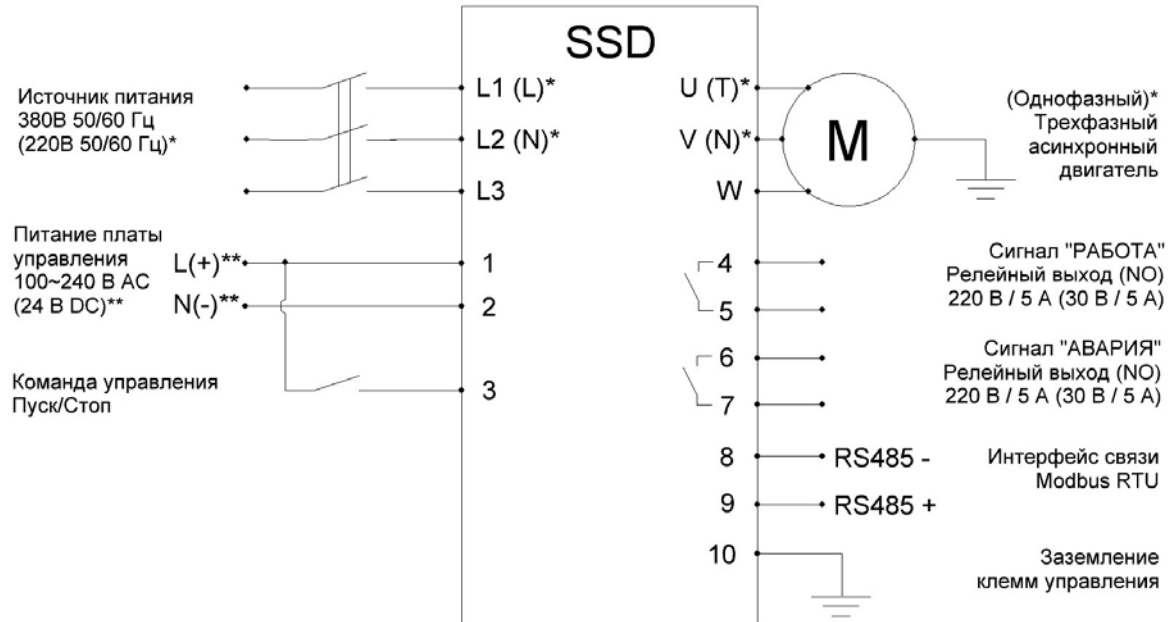 SSD
Источник питания
380В 50/60 Гц
(220В 50/60 Гц)*
L1 (L)*
L2 (N)*
L3
U (T)*
V (N)*
W
M
(Однофазный)*
Трехфазный
асинхронный
двигатель
Питание платы
управления
100~240 В AC
(24 В DC)**
L(+)**
N(-)**
1
2
Команда управления
Пуск/Стоп
3
4
5
Сигнал "РАБОТА"
Релейный выход (NO)
220 В / 5 А (30 В / 5 А)
6
7
Сигнал "АВАРИЯ"
Релейный выход (NO)
220 В / 5 А (30 В / 5 А)
8
RS485 -
9
RS485 +
Интерфейс связи
Modbus RTU
10
Заземление
клемм управления